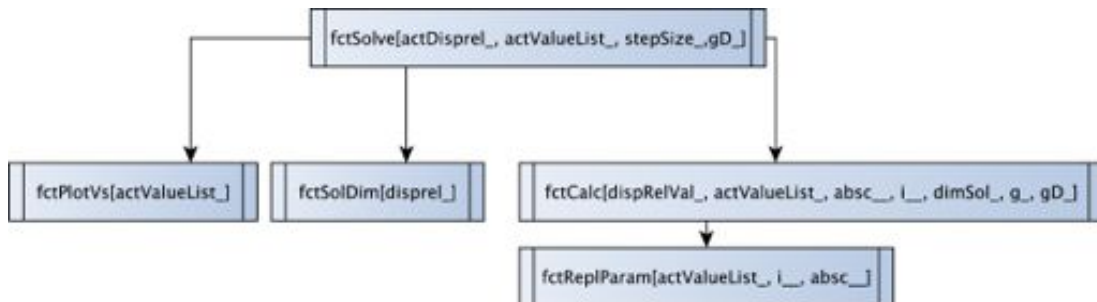 fctSolve[actDisprel_, actValueList_, stepSize_,gD_]
fctPlotVs[actValueList_]
fctSolDim[disprel_]
fctCalc[dispRelVal_, actValueList_, absc__, i__, dimSol_, g_, gD_]
fctReplParam[actValueList_, i__, absc__]